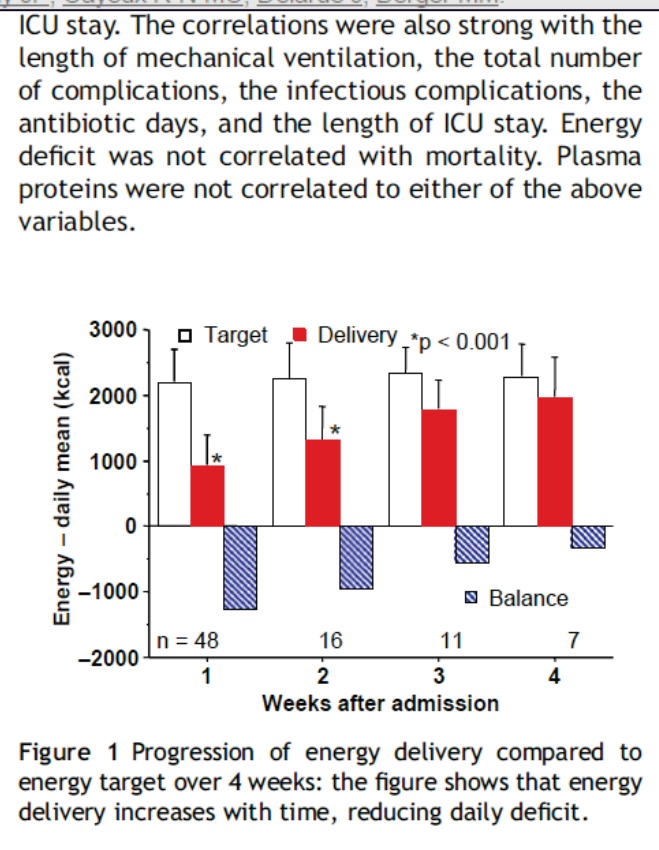 ICU stay. The correlations were also strong with the
length of mechanical ventilation, the total number
of complications, the infectious complications, the
antibiotic days, and the length of ICU stay. Energy
deficit was not correlated with mortality. Plasma
proteins were not correlated to either of the above
variables.
Target Delivery *p < 0.001
3000
2000
1000
0
−1000
−2000
Energy – daily mean (kcal)
*
*
Balance
n = 48 16 11 7
1 2 3 4
Weeks after admission
Figure 1 Progression of energy delivery compared to
energy target over 4 weeks: the figure shows that energy
delivery increases with time, reducing daily deficit.